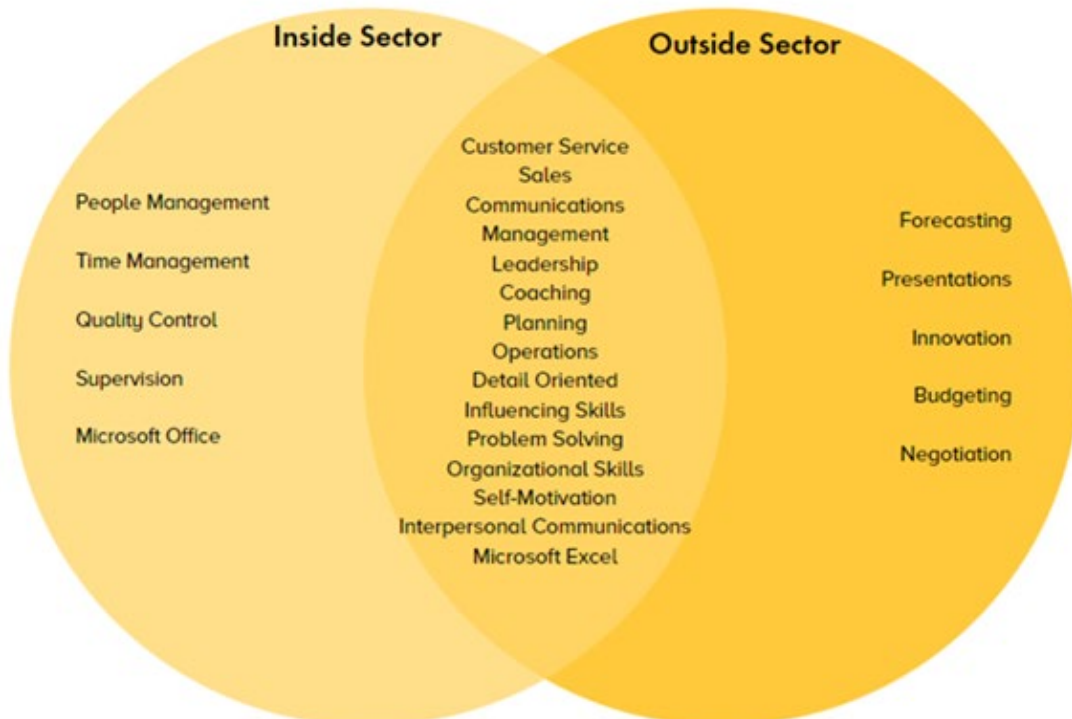 Inside Sector
Outside Sector
People Management
Time Management
Quality Control
Supervision
Microsoft Office
Customer Service
Sales
Communications
Management
Leadership
Coaching
Planning
Operations
Detail Oriented
Influencing Skills
Problem Solving
Organizational Skills
Self-Motivation
Interpersonal Communications
Microsoft Excel
Forecasting
Presentations
Innovation
Budgeting
Negotiation